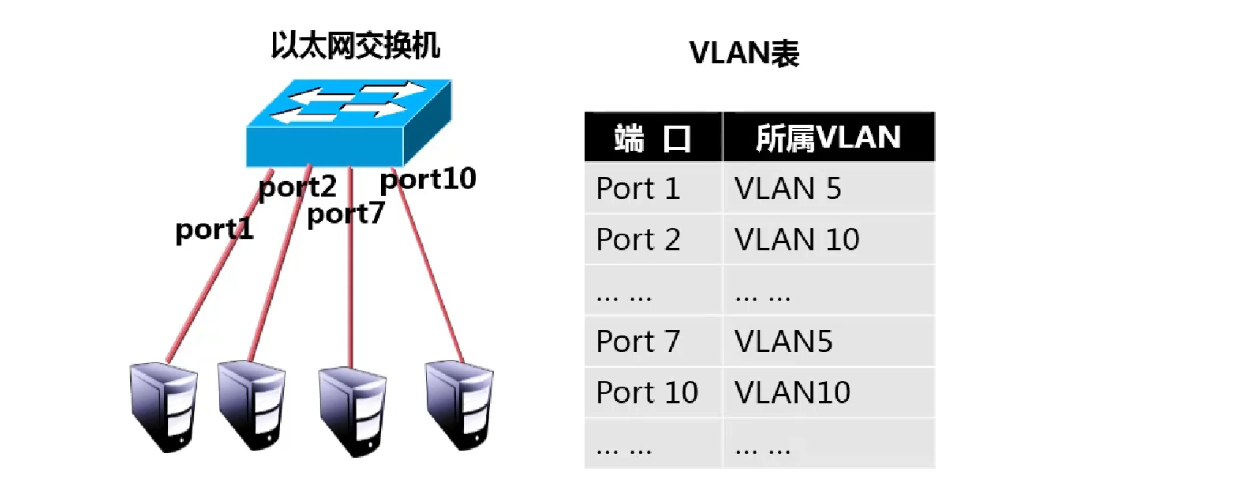 以太网交换机
VLAN表
port2
port10
port7
port1
端 口 所属VLAN
Port 1 VLAN 5
Port 2 VLAN 10
... ... ... ...
Port 7 VLAN5
Port 10 VLAN10
... ... ... ...